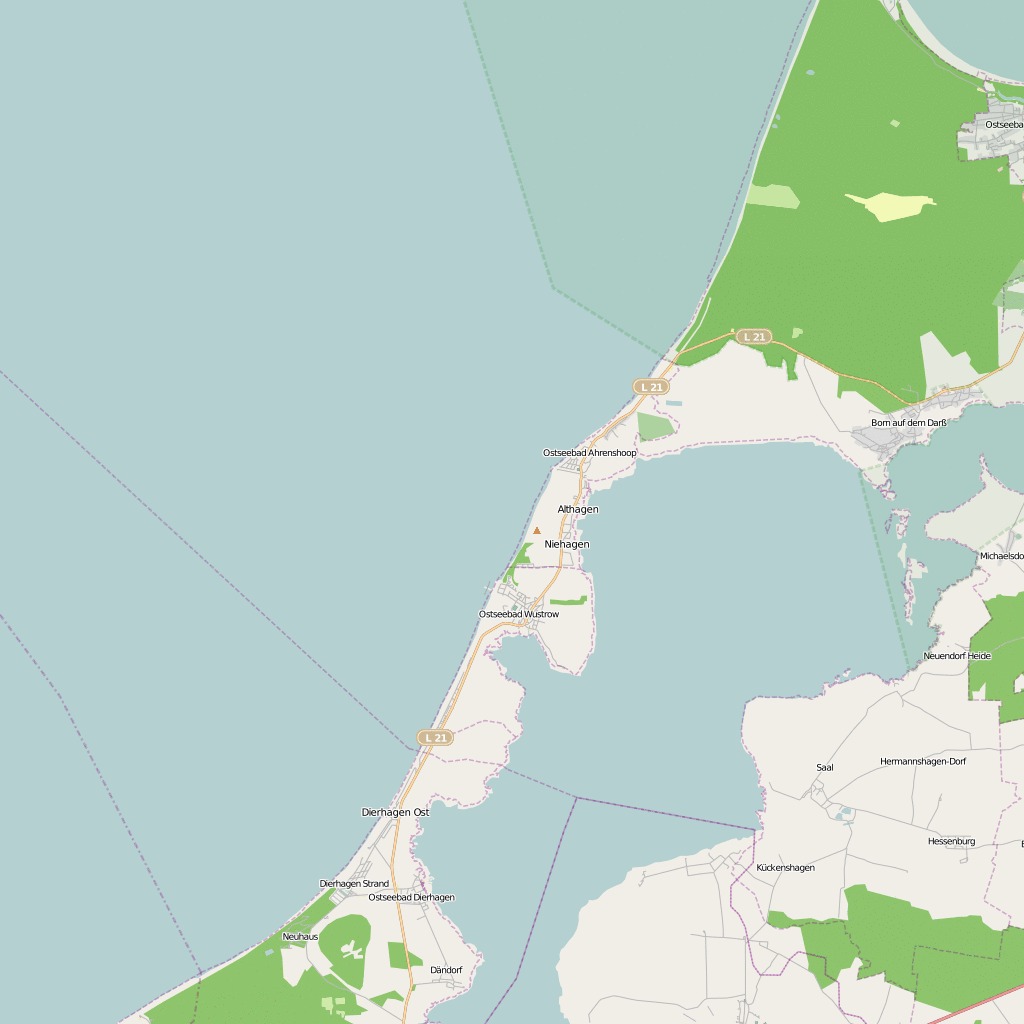 Ostseeba
L 21
L 21
Born auf dem Darß
Ostseebad Ahrenshoop
Althagen
Niehagen
Michaelsdo
Ostseebad Wustrow
Neuendorf Heide
L 21
Hermannshagen-Dorf
Saal
Dierhagen Ost
Hessenburg
Kückenshagen
Dierhagen Strand
Ostseebad Dierhagen
Neuhaus
Dändorf